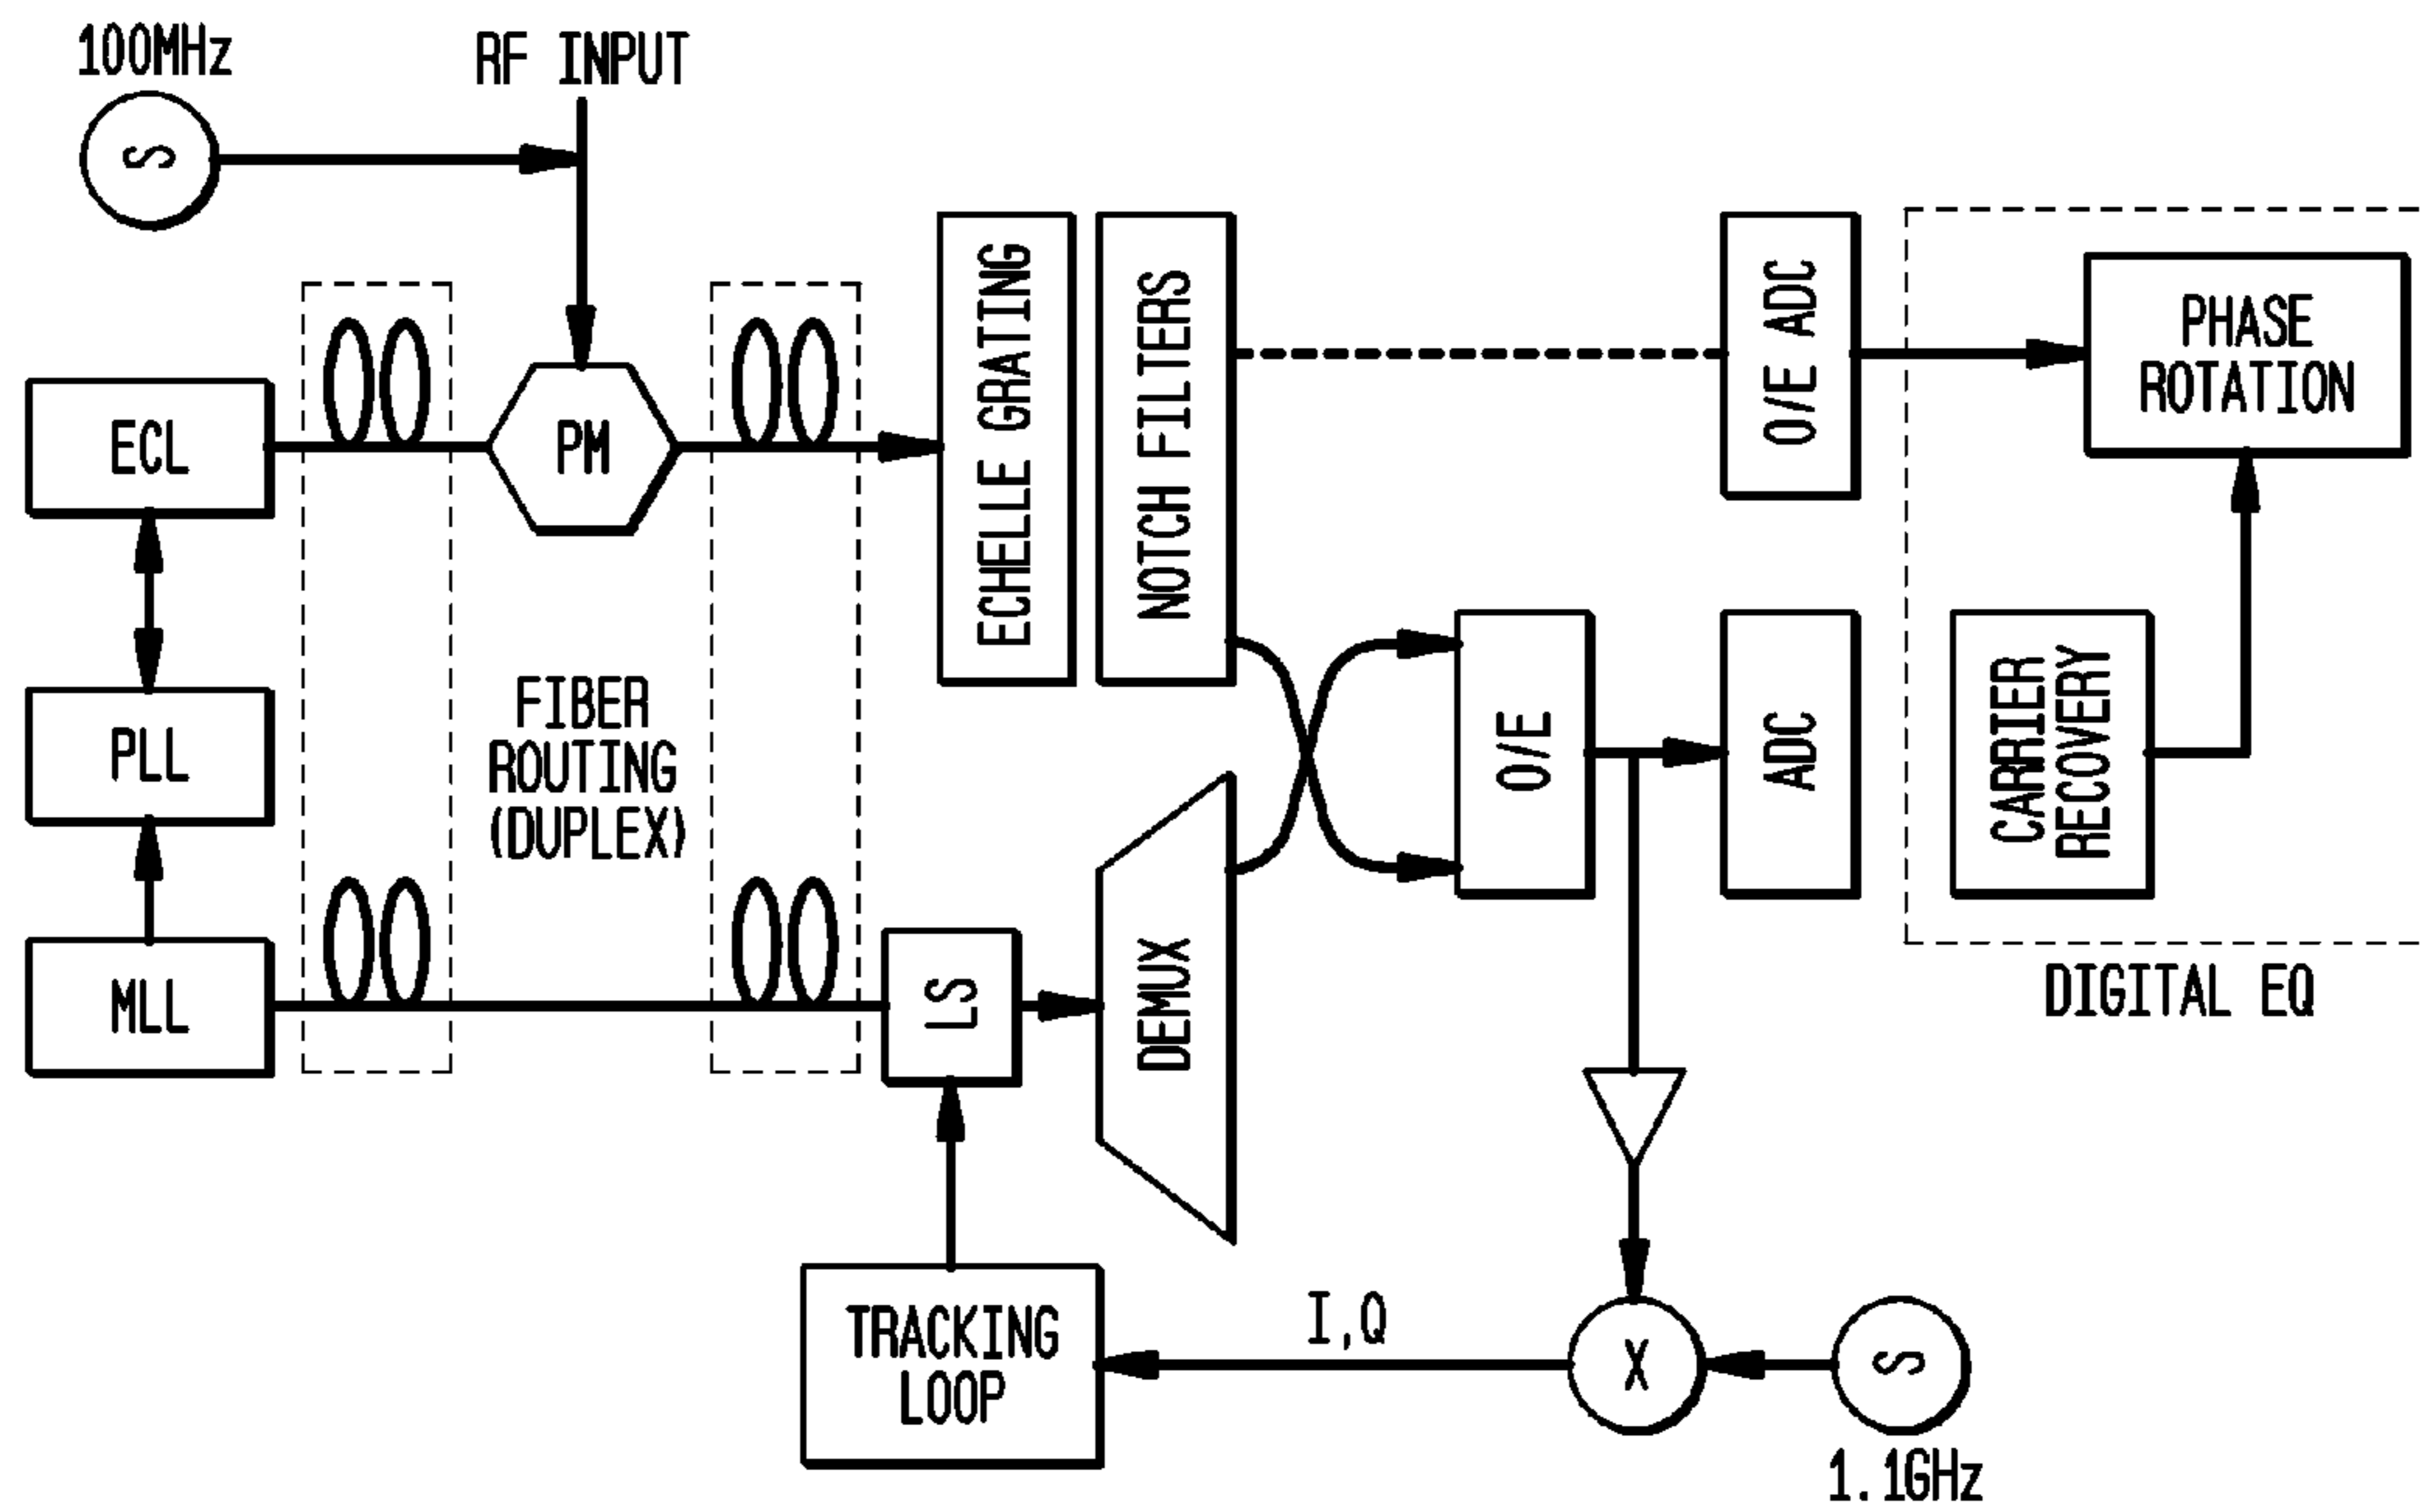 100MHz
RF INPUT
S
ECL
PM
ECHELLE GRATING
NOTCH FILTERS
O/E ADC
PHASE
ROTATION
PLL
FIBER
ROUTING
(DUPLEX)
O/E
ADC
CARRIER
RECOVERY
MLL
LS
DEMUX
DIGITAL EQ
TRACKING
LOOP
I,Q
X
S
1.1GHz